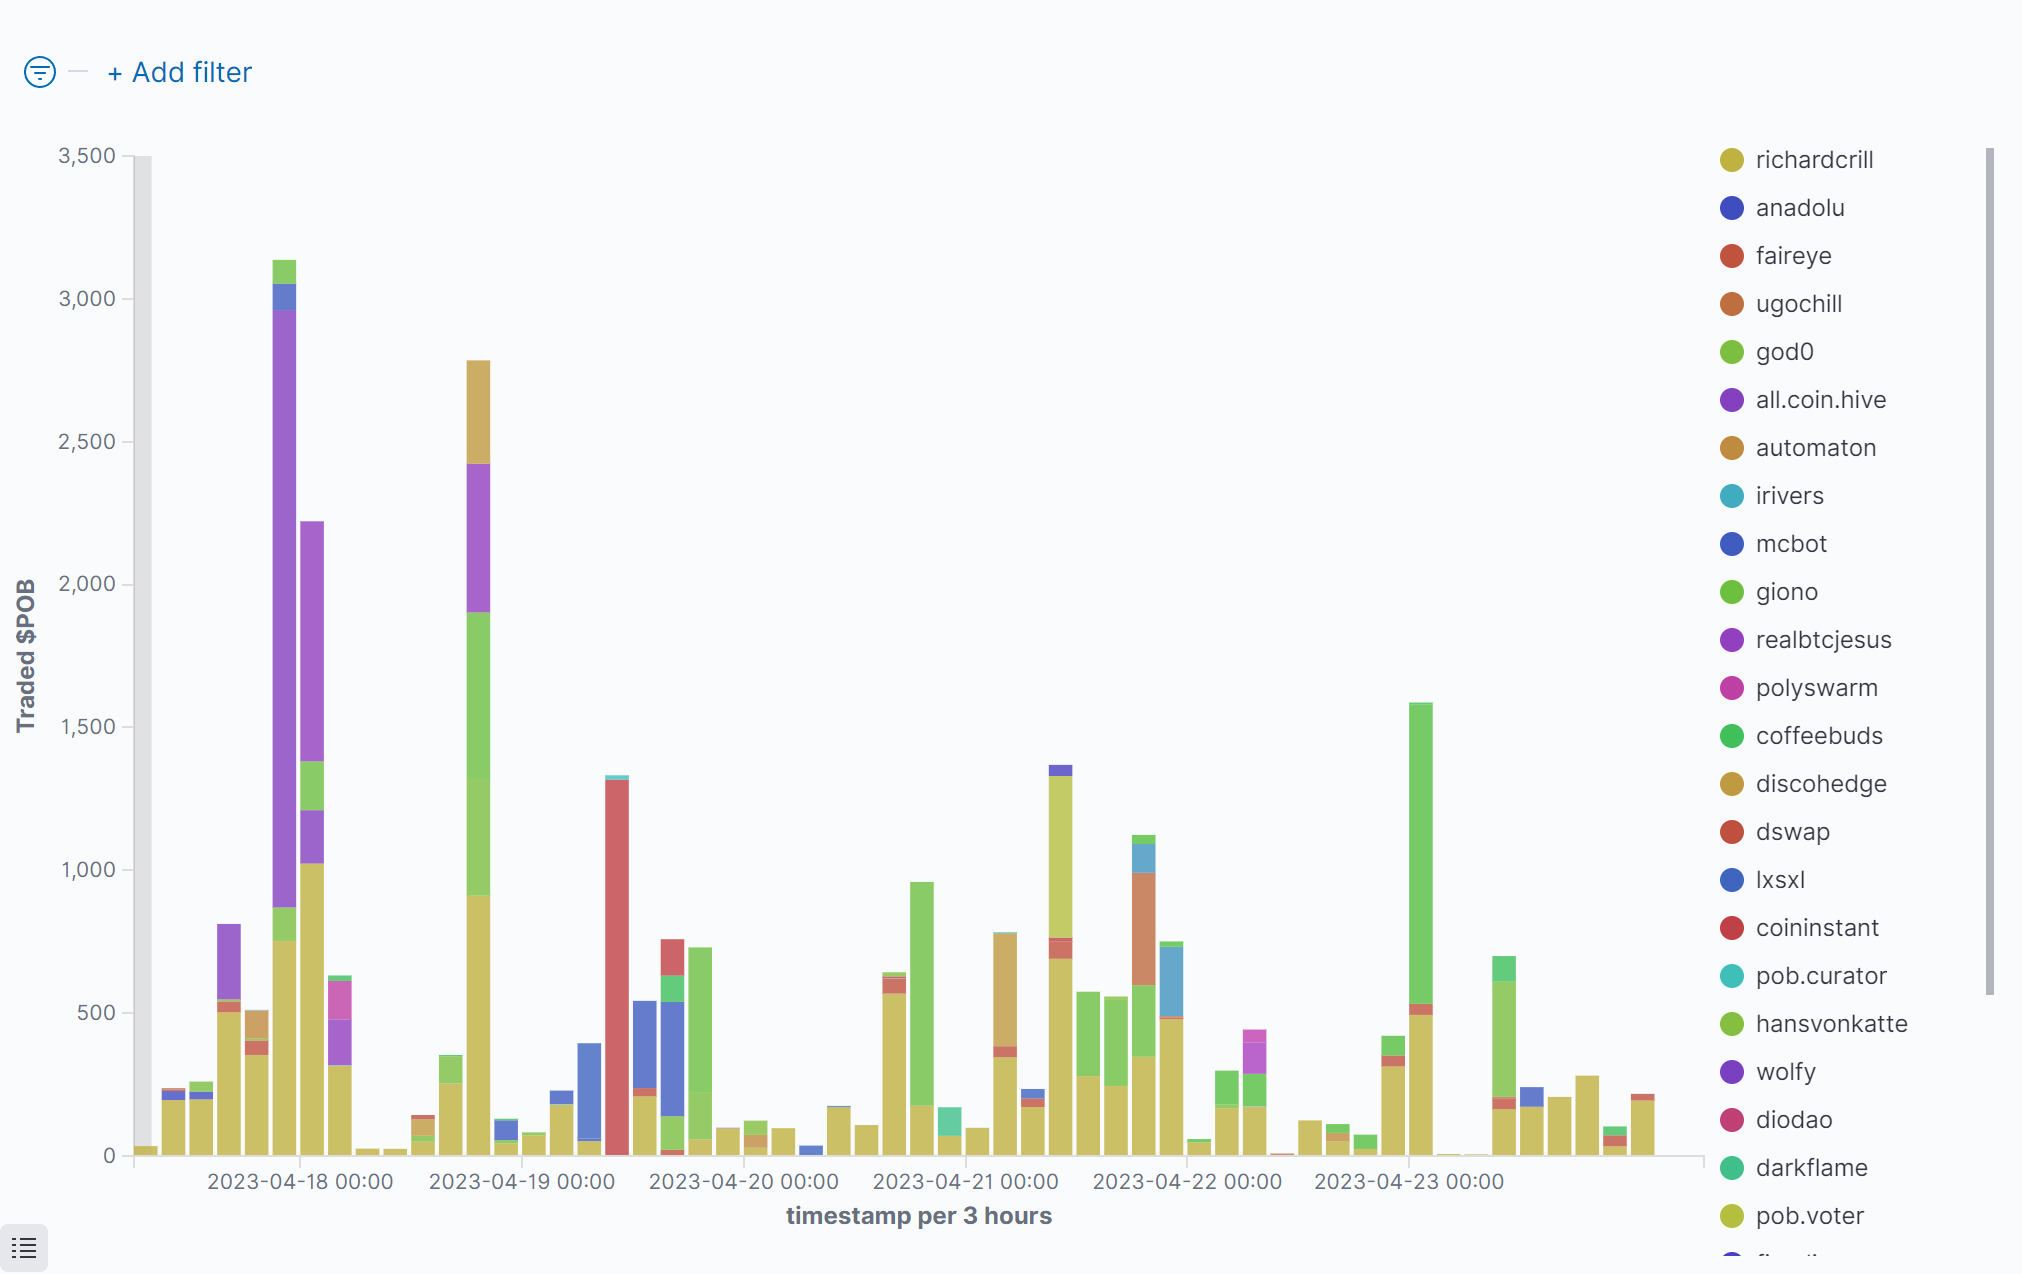 + Add filter
3,500
3,000
2,500
2,000
1,500
1,000
500
0
Traded $POB
2023-04-18 00:00
2023-04-19 00:00
2023-04-20 00:00
2023-04-21 00:00
2023-04-22 00:00
2023-04-23 00:00
timestamp per 3 hours
richardcrill
anadolu
faireye
ugochill
god0
all.coin.hive
automaton
irivers
mcbot
giono
realbtcjesus
polyswarm
coffeebuds
discohedge
dswap
lxsxl
coininstant
pob.curator
hansvonkatte
wolfy
diodao
darkflame
pob.voter